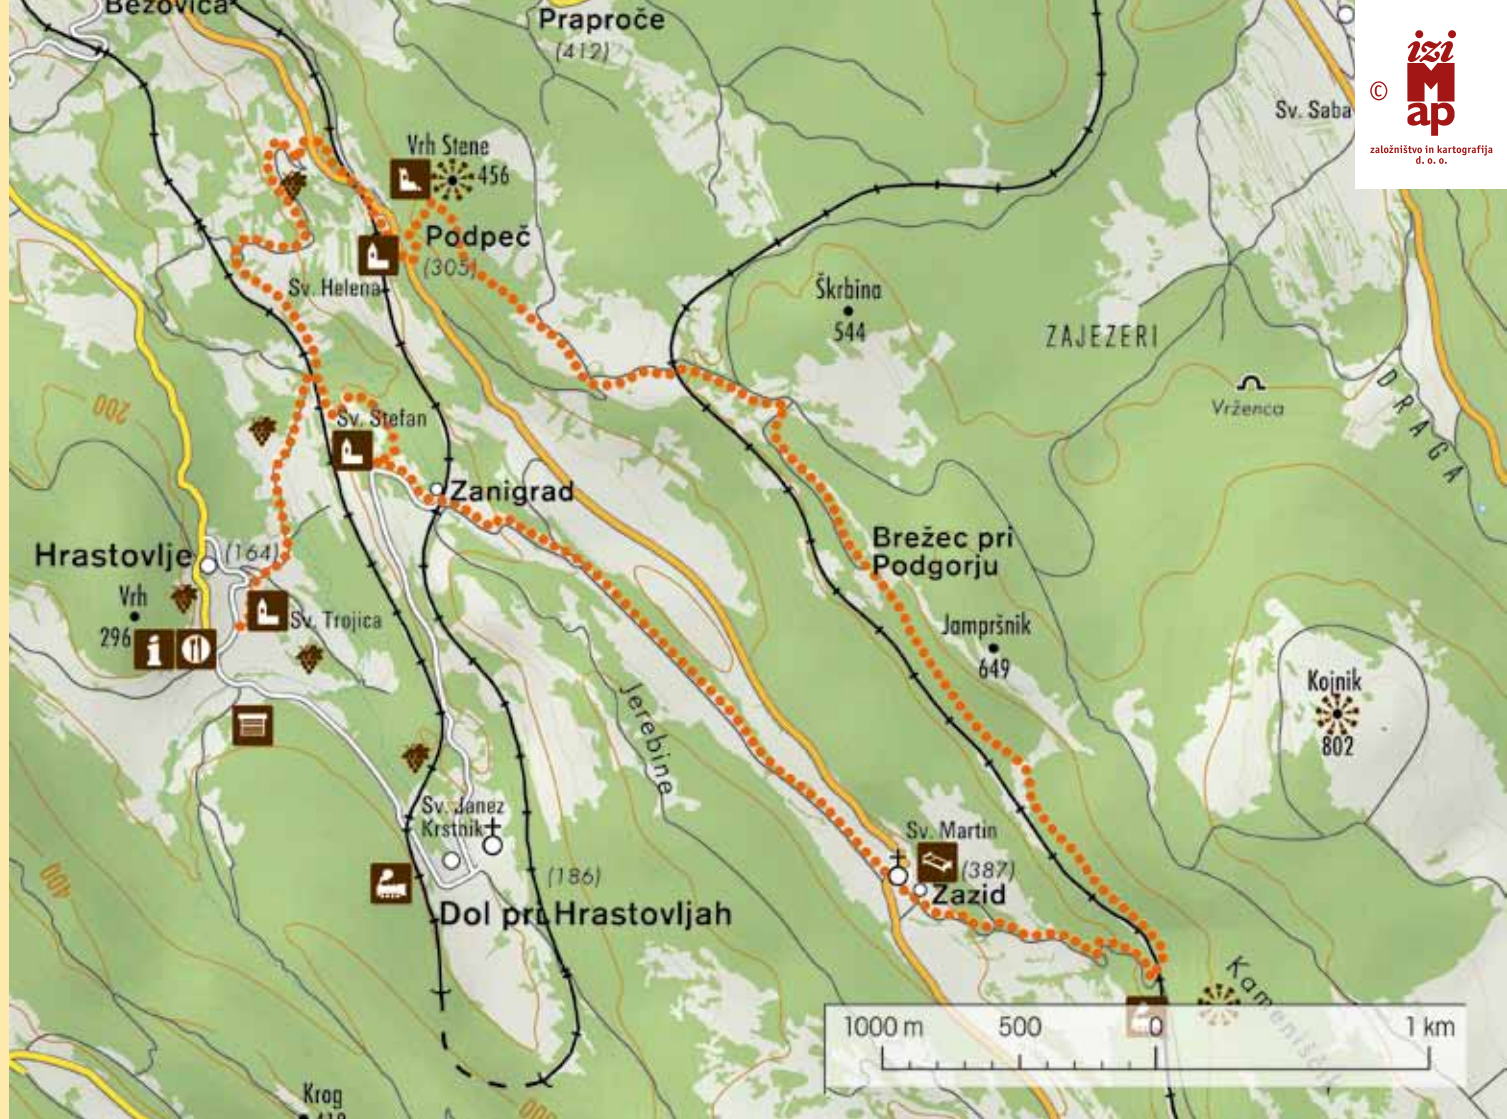 Bezovica
Praproče
(412)
izi
Map
©
založništvo in kartografija
d. o. o.
Sv. Saba
Vrh Stene
456
Podpeč
(305)
Sv. Helena
Škrbina
544
ZAJEZERI
Vrženca
DRAGA
200
Sv. Štefan
Zanigrad
Hrastovlje
(164)
Vrh
296
i
Sv. Trojica
Brežec pri
Podgorju
Jampršnik
649
Kojnik
802
Jerebine
Sv. Janez
Krstnik
(186)
Dol pri Hrastovljah
400
Sv. Martin
(387)
Zazid
1000 m
500
0
1 km
Krog